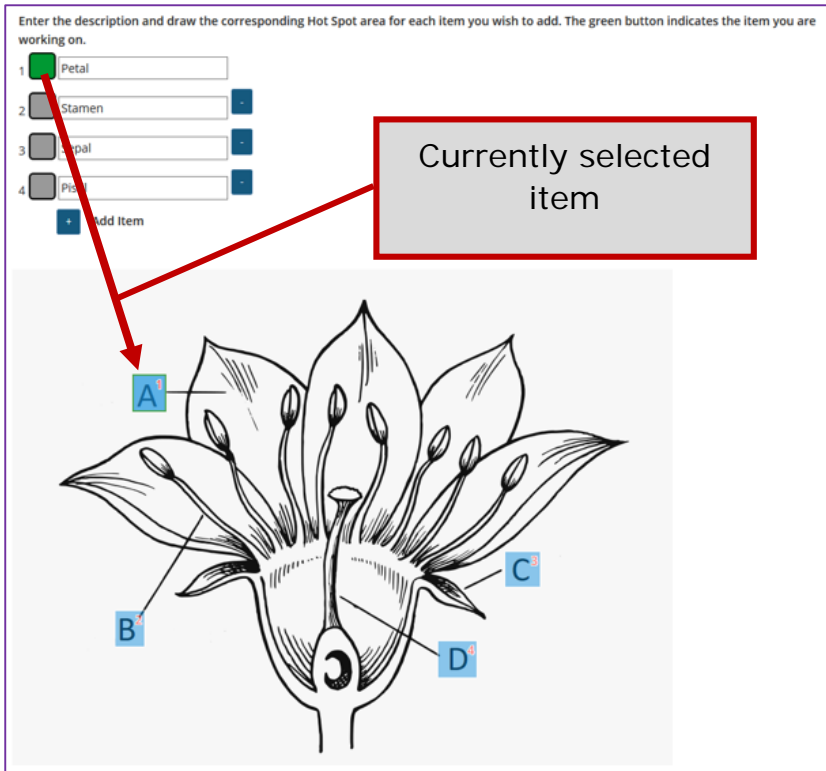 Enter the description and draw the corresponding Hot Spot area for each item you wish to add. The green button indicates the item you are
working on.
1 Petal
2 Stamen -
3 Sepal -
4 Pistil -
+ Add Item
Currently selected
item
A 1
B 2
C 3
D 4